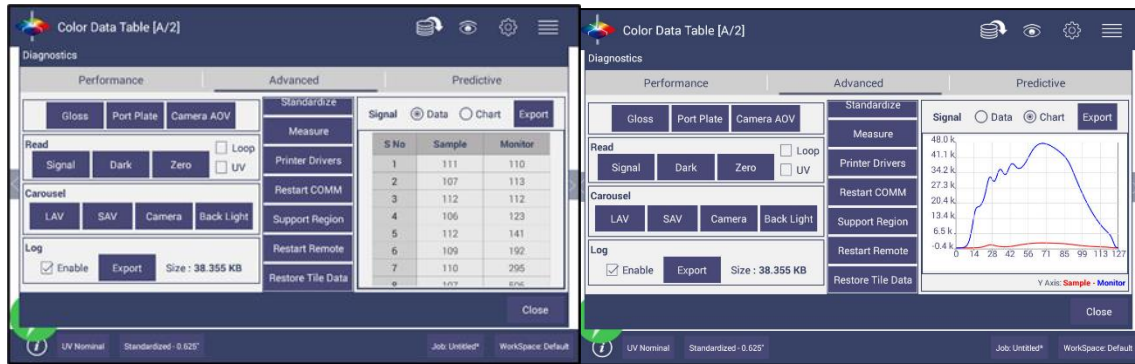 Color Data Table [A/2]
Diagnostics
Performance Advanced Predictive
Gloss Port Plate Camera AOV
Read
Signal Dark Zero
Loop
UV
Carousel
LAV SAV Camera Back Light
Log
Enable Export Size : 38.355 KB
Standardize
Measure
Printer Drivers
Restart COMM
Support Region
Restart Remote
Restore Tile Data
Signal Data Chart Export
S No Sample Monitor
1 111 110
2 107 113
3 112 112
4 106 123
5 112 141
6 109 192
7 110 295
8 107 506
Close
UV Nominal Standardized - 0.625" Job: Untitled* WorkSpace: Default
Color Data Table [A/2]
Diagnostics
Performance Advanced Predictive
Gloss Port Plate Camera AOV
Read
Signal Dark Zero
Loop
UV
Carousel
LAV SAV Camera Back Light
Log
Enable Export Size : 38.355 KB
Standardize
Measure
Printer Drivers
Restart COMM
Support Region
Restart Remote
Restore Tile Data
Signal Data Chart Export
48.0 k
41.1 k
34.2 k
27.3 k
20.4 k
13.4 k
6.5 k
-0.4 k
0 14 28 42 56 71 85 99 113 127
Y Axis: Sample - Monitor
Close
UV Nominal Standardized - 0.625" Job: Untitled* WorkSpace: Default